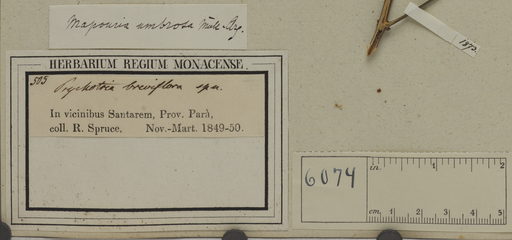 Mapouria umbrosa Müll. Arg.
1873.
HERBARIUM REGIUM MONACENSE.
505
Psychotria breviflora spn.
In vicinibus Santarem, Prov. Parà,
coll. R. Spruce. Nov.-Mart. 1849-50.
6074
in. 1 2
cm. 1 2 3 4 5